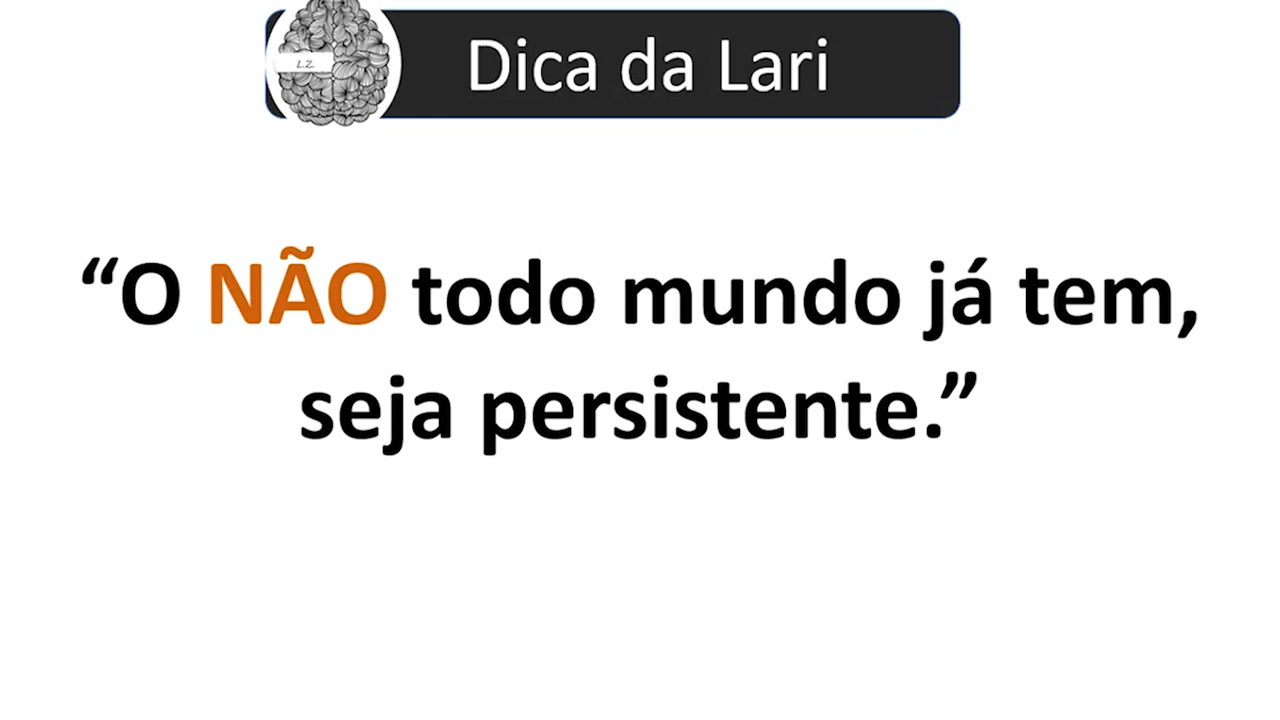 L.Z.
Dica da Lari
“O NÃO todo mundo já tem,
seja persistente.”